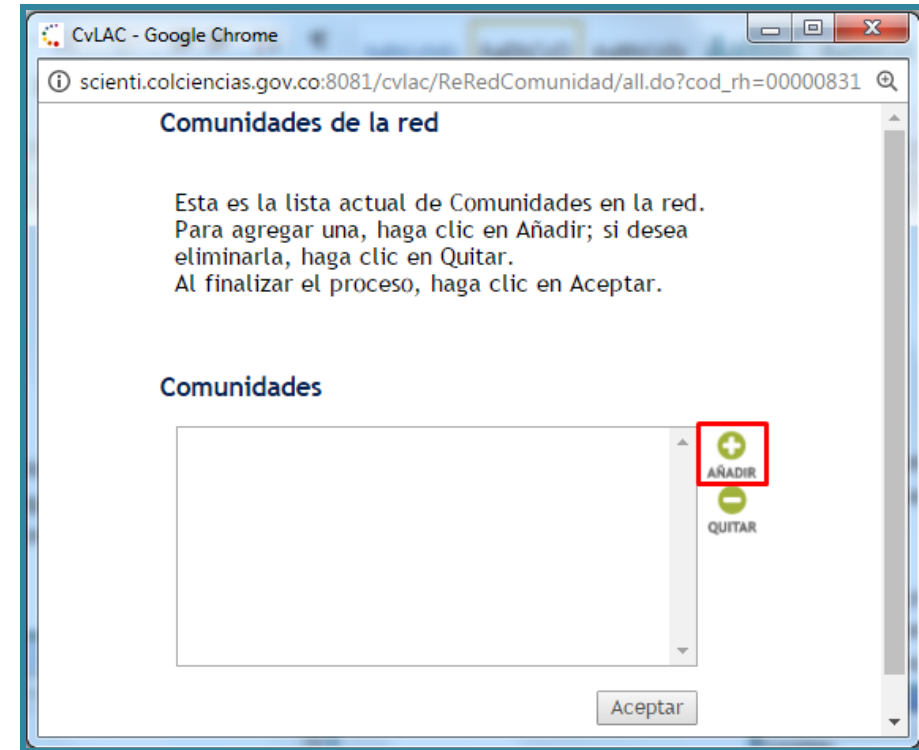 CvLAC - Google Chrome
scienti.colciencias.gov.co:8081/cvlac/ReRedComunidad/all.do?cod_rh=00000831
Comunidades de la red
Esta es la lista actual de Comunidades en la red.
Para agregar una, haga clic en Añadir; si desea
eliminarla, haga clic en Quitar.
Al finalizar el proceso, haga clic en Aceptar.
Comunidades
AÑADIR
QUITAR
Aceptar